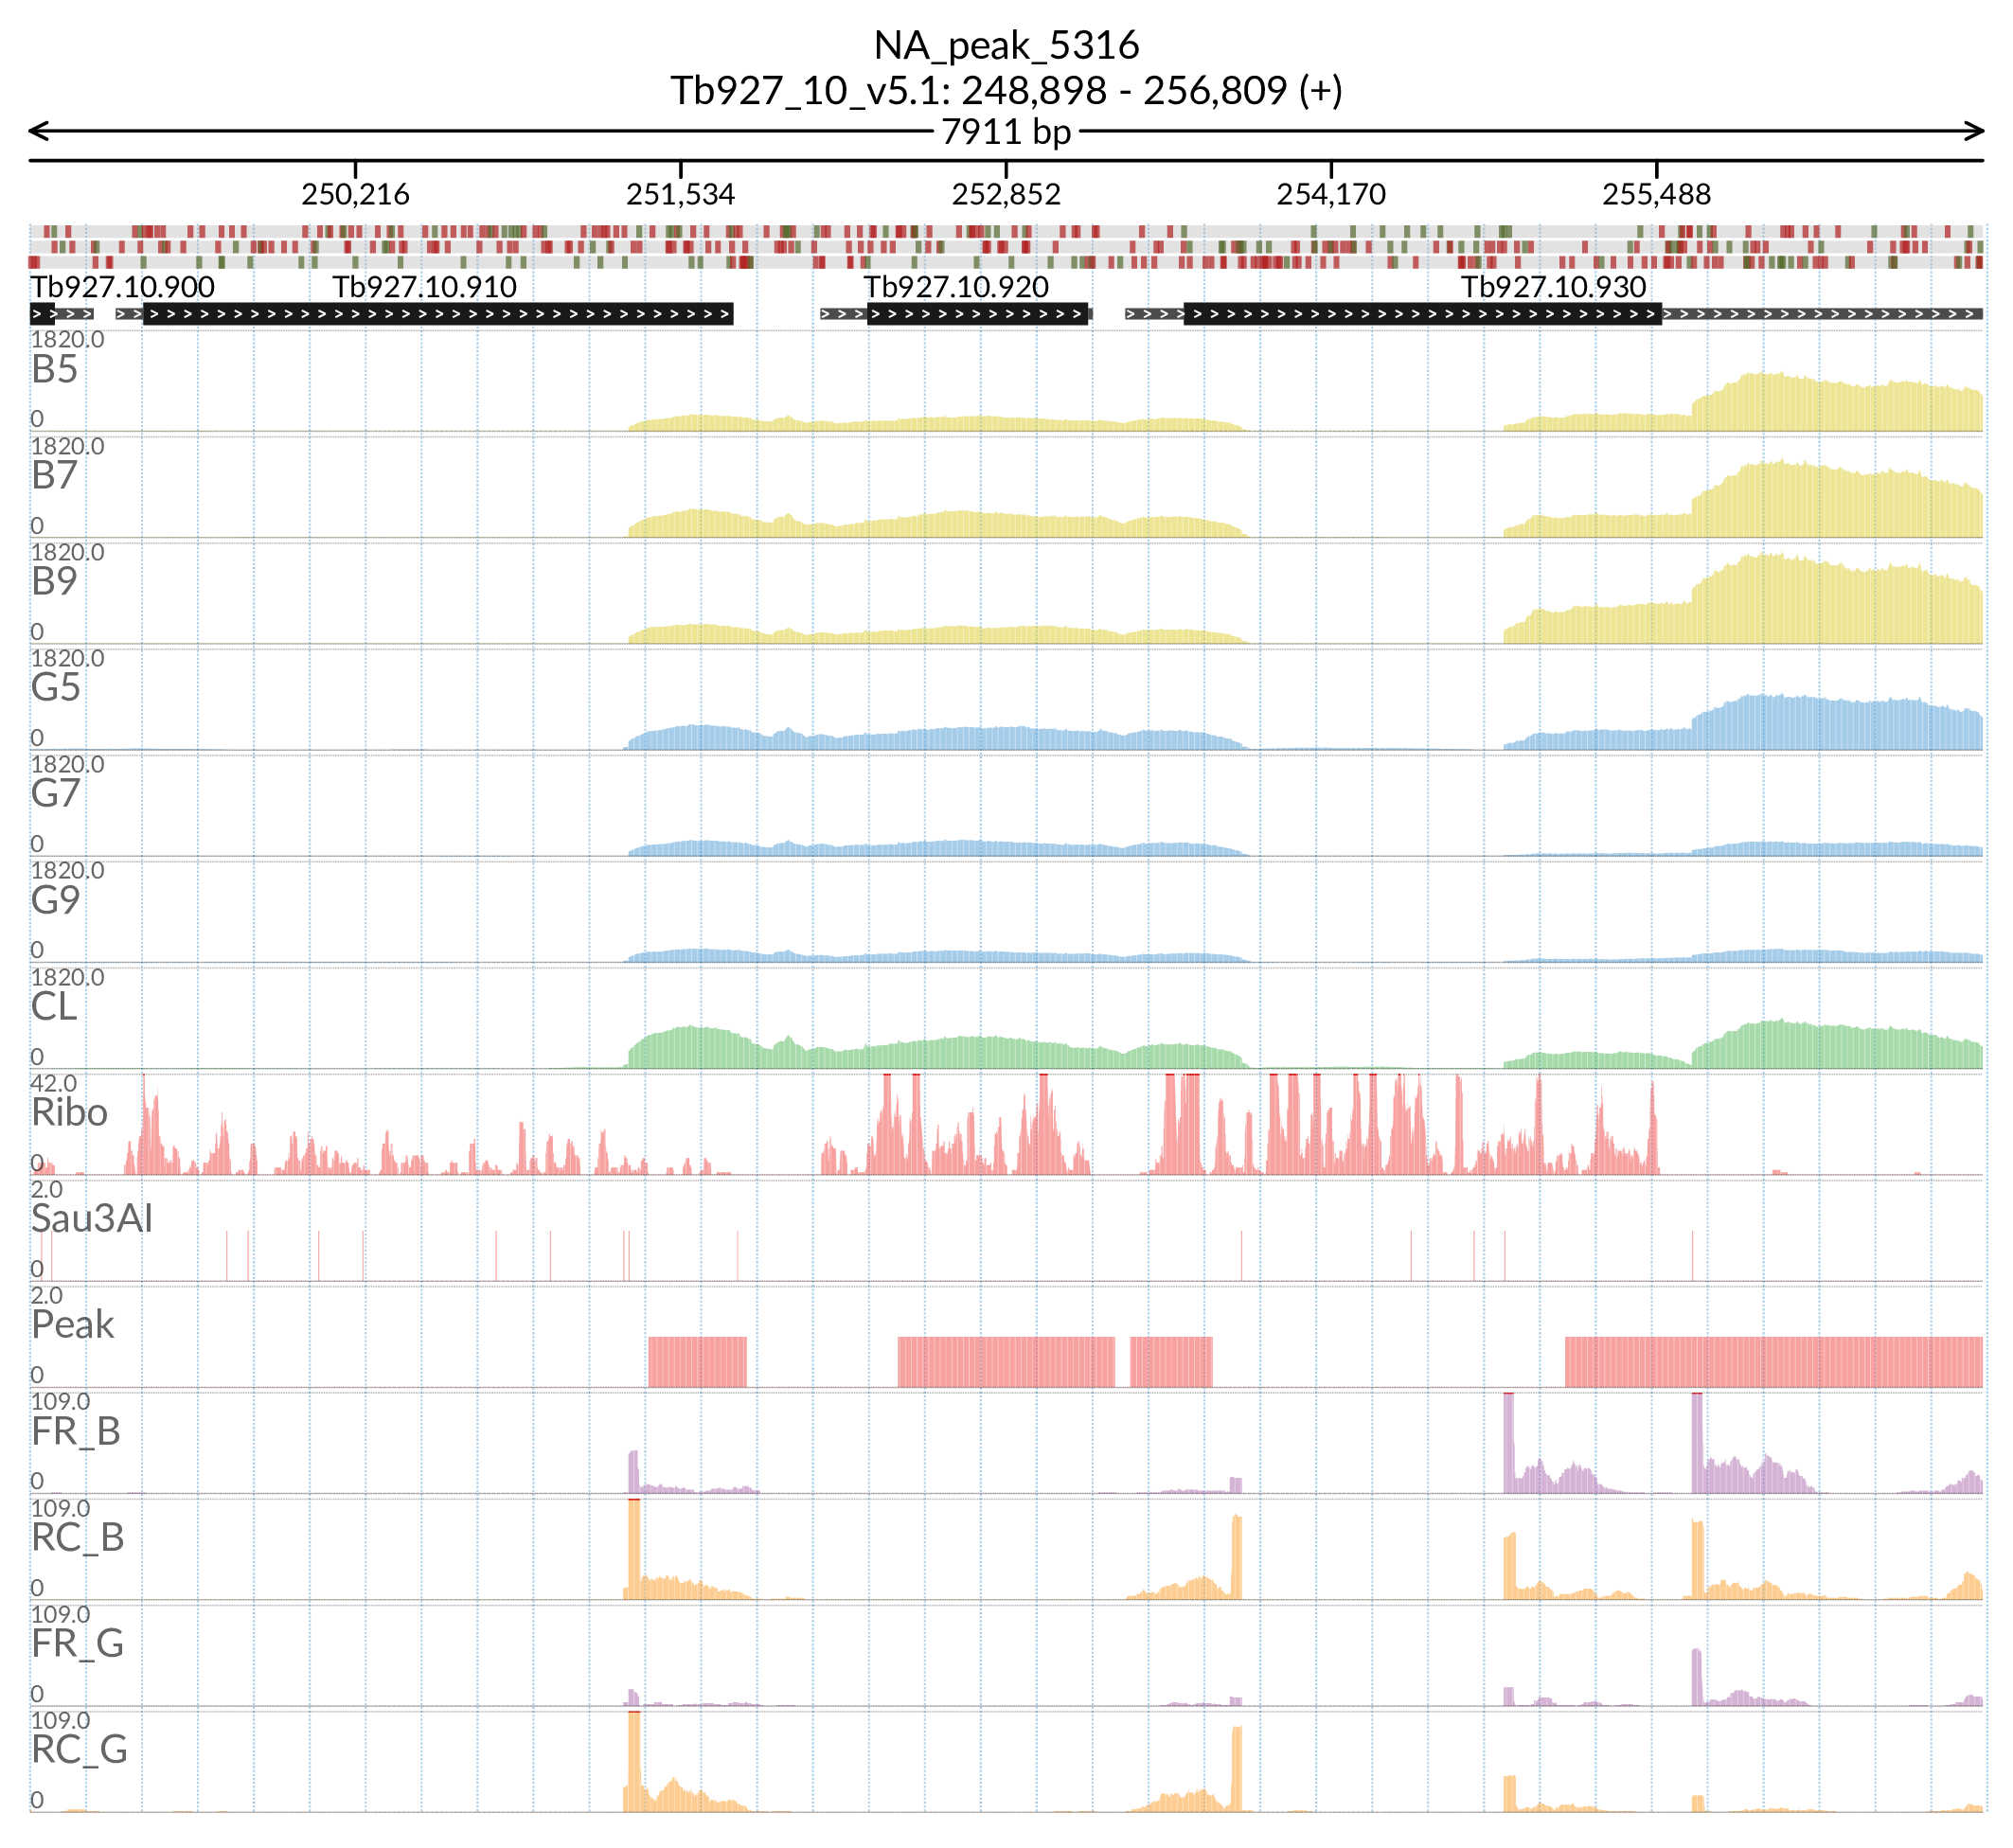 NA_peak_5316
Tb927_10_v5.1: 248,898 - 256,809 (+)
7911 bp
250,216 251,534 252,852 254,170 255,488
Tb927.10.900 Tb927.10.910 Tb927.10.920 Tb927.10.930
1820.0
B5
0
1820.0
B7
0
1820.0
B9
0
1820.0
G5
0
1820.0
G7
0
1820.0
G9
0
1820.0
CL
0
42.0
Ribo
0
2.0
Sau3AI
0
2.0
Peak
0
109.0
FR_B
0
109.0
RC_B
0
109.0
FR_G
0
109.0
RC_G
0